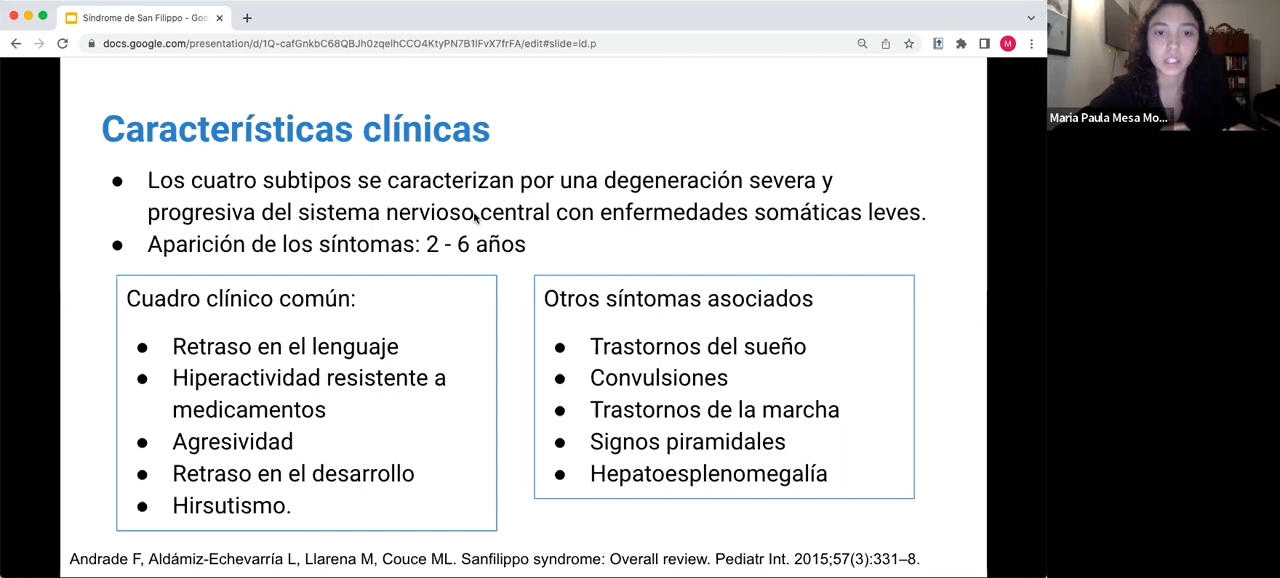 Síndrome de San Filippo - Goo
docs.google.com/presentation/d/1Q-cafGnkbC68QBJh0zqelhCCO4KtyPN7B1lFvX7frFA/edit#slide=id.p
M
Maria Paula Mesa Mo...
Características clínicas
● Los cuatro subtipos se caracterizan por una degeneración severa y
progresiva del sistema nervioso central con enfermedades somáticas leves.
● Aparición de los síntomas: 2 - 6 años
Cuadro clínico común:
● Retraso en el lenguaje
● Hiperactividad resistente a
medicamentos
● Agresividad
● Retraso en el desarrollo
● Hirsutismo.
Otros síntomas asociados
● Trastornos del sueño
● Convulsiones
● Trastornos de la marcha
● Signos piramidales
● Hepatoesplenomegalía
Andrade F, Aldámiz-Echevarría L, Llarena M, Couce ML. Sanfilippo syndrome: Overall review. Pediatr Int. 2015;57(3):331–8.